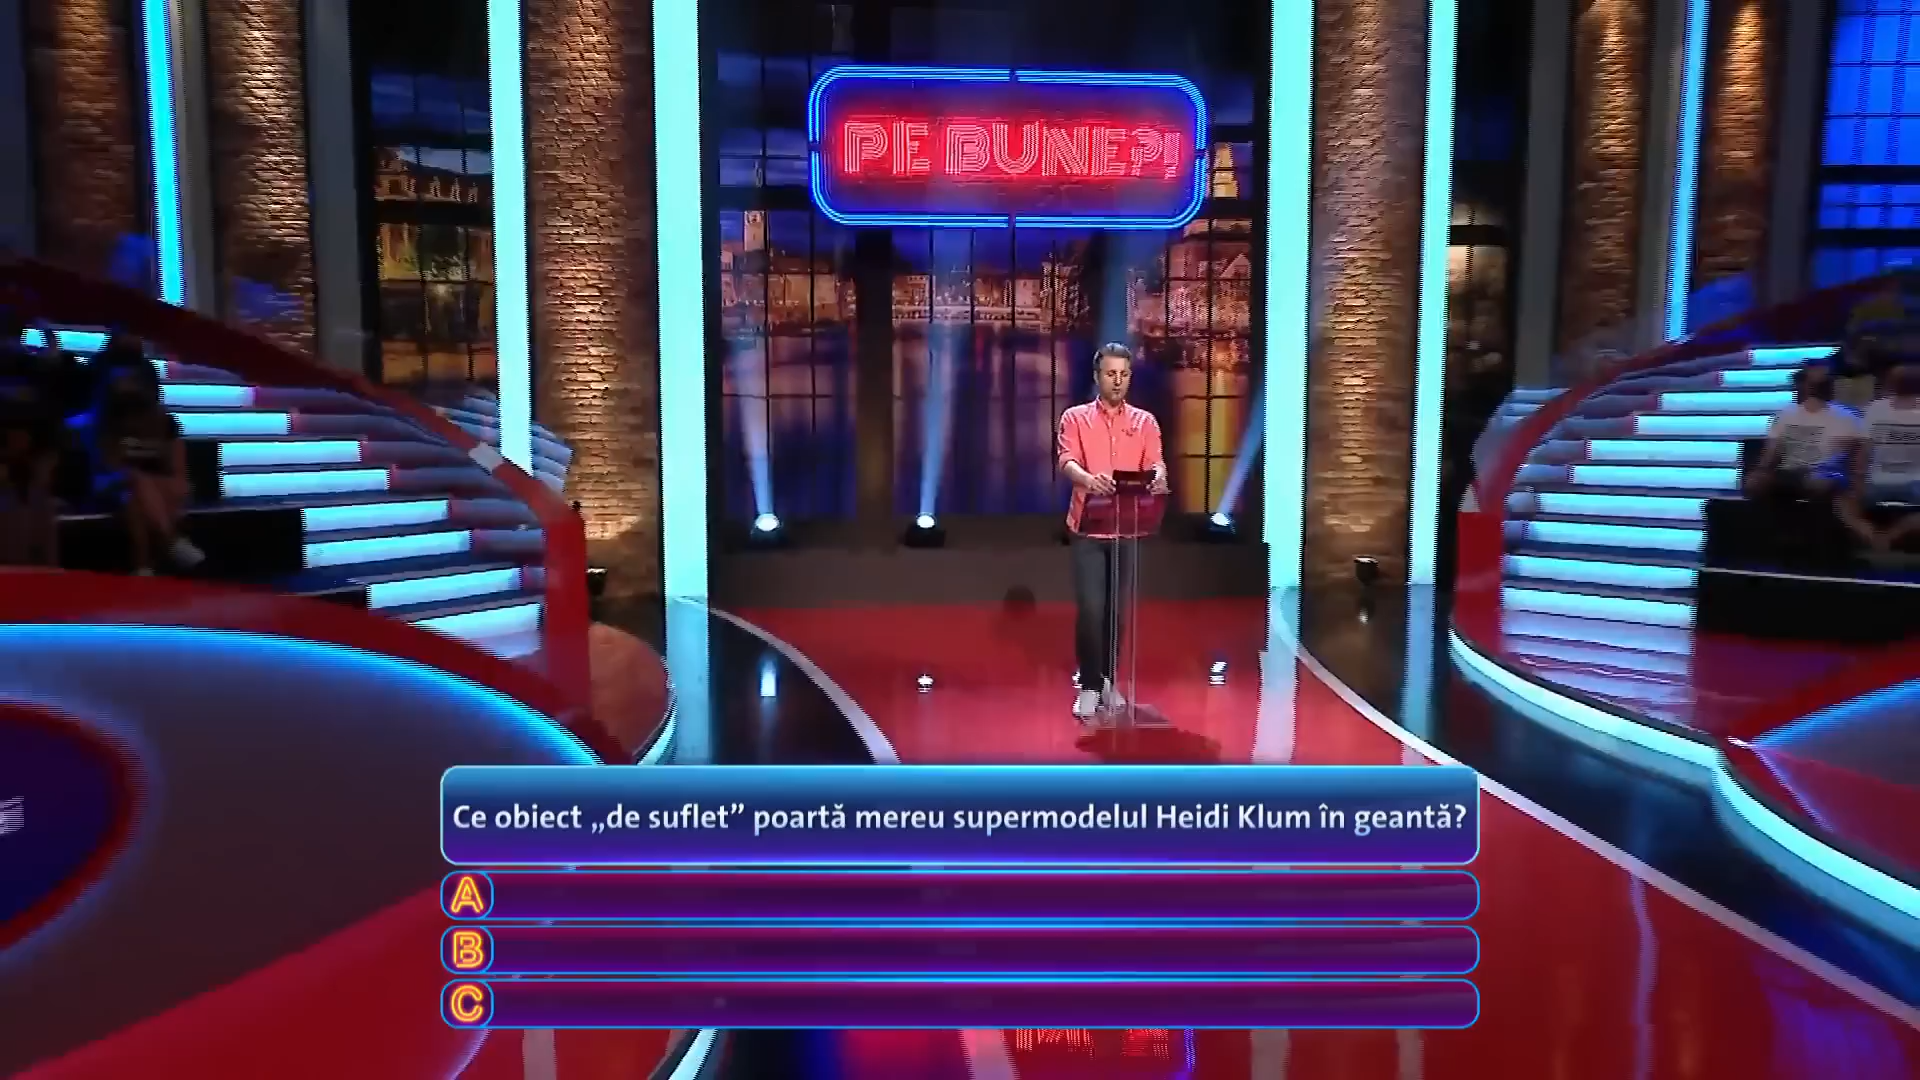 PE BUNE?!
Ce obiect „de suflet” poartă mereu supermodelul Heidi Klum în geantă?
A
B
C